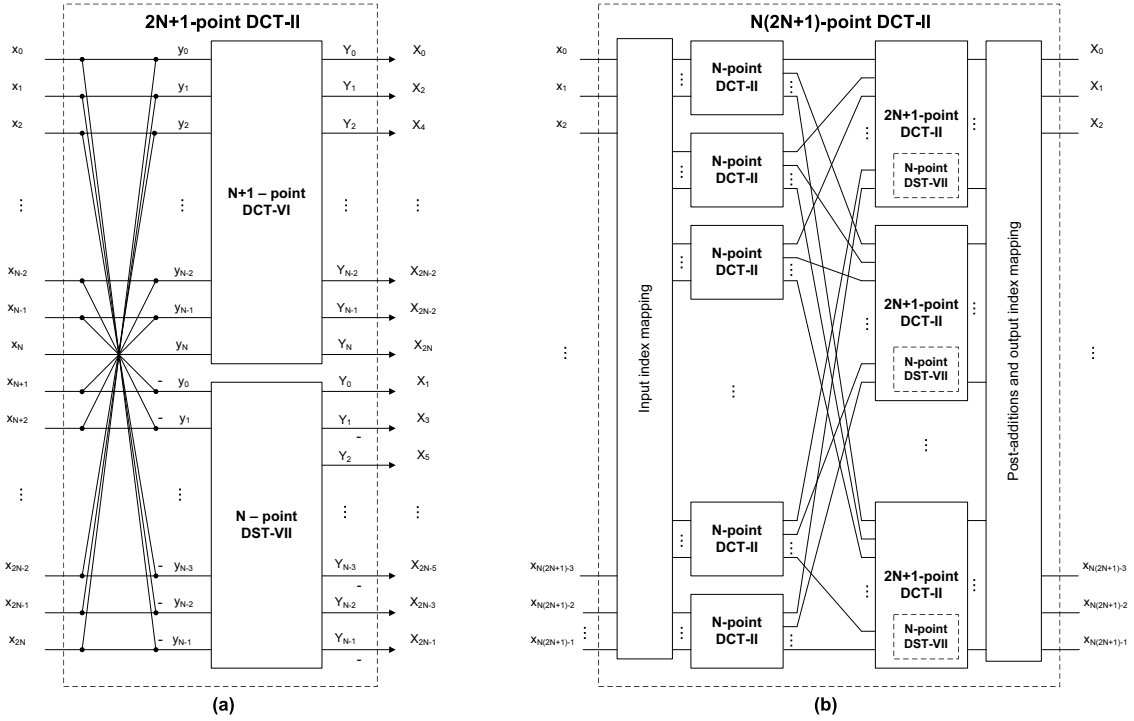 2N+1-point DCT-II
x0 y0 Y0 X0
x1 y1 Y1 X2
x2 y2 Y2 X4
N+1 – point
DCT-VI
⋮ ⋮ ⋮ ⋮
xN-2 yN-2 YN-2 X2N-2
xN-1 yN-1 YN-1 X2N-2
xN yN YN X2N
xN+1 - y0 Y0 X1
xN+2 - y1 Y1 X3
-
Y2 X5
⋮ ⋮ ⋮ ⋮
N – point
DST-VII
x2N-2 - yN-3 YN-3 X2N-5
-
x2N-1 - yN-2 YN-2 X2N-3
x2N - yN-1 YN-1 X2N-1
-
(a)
N(2N+1)-point DCT-II
x0
x1
x2
⋮
xN(2N+1)-3
xN(2N+1)-2
⋮
xN(2N+1)-1
Input index mapping
N-point
DCT-II
N-point
DCT-II
N-point
DCT-II
⋮
N-point
DCT-II
N-point
DCT-II
2N+1-point
DCT-II
N-point
DST-VII
2N+1-point
DCT-II
N-point
DST-VII
⋮
2N+1-point
DCT-II
N-point
DST-VII
Post-additions and output index mapping
X0
X1
X2
⋮
xN(2N+1)-3
xN(2N+1)-2
xN(2N+1)-1
(b)